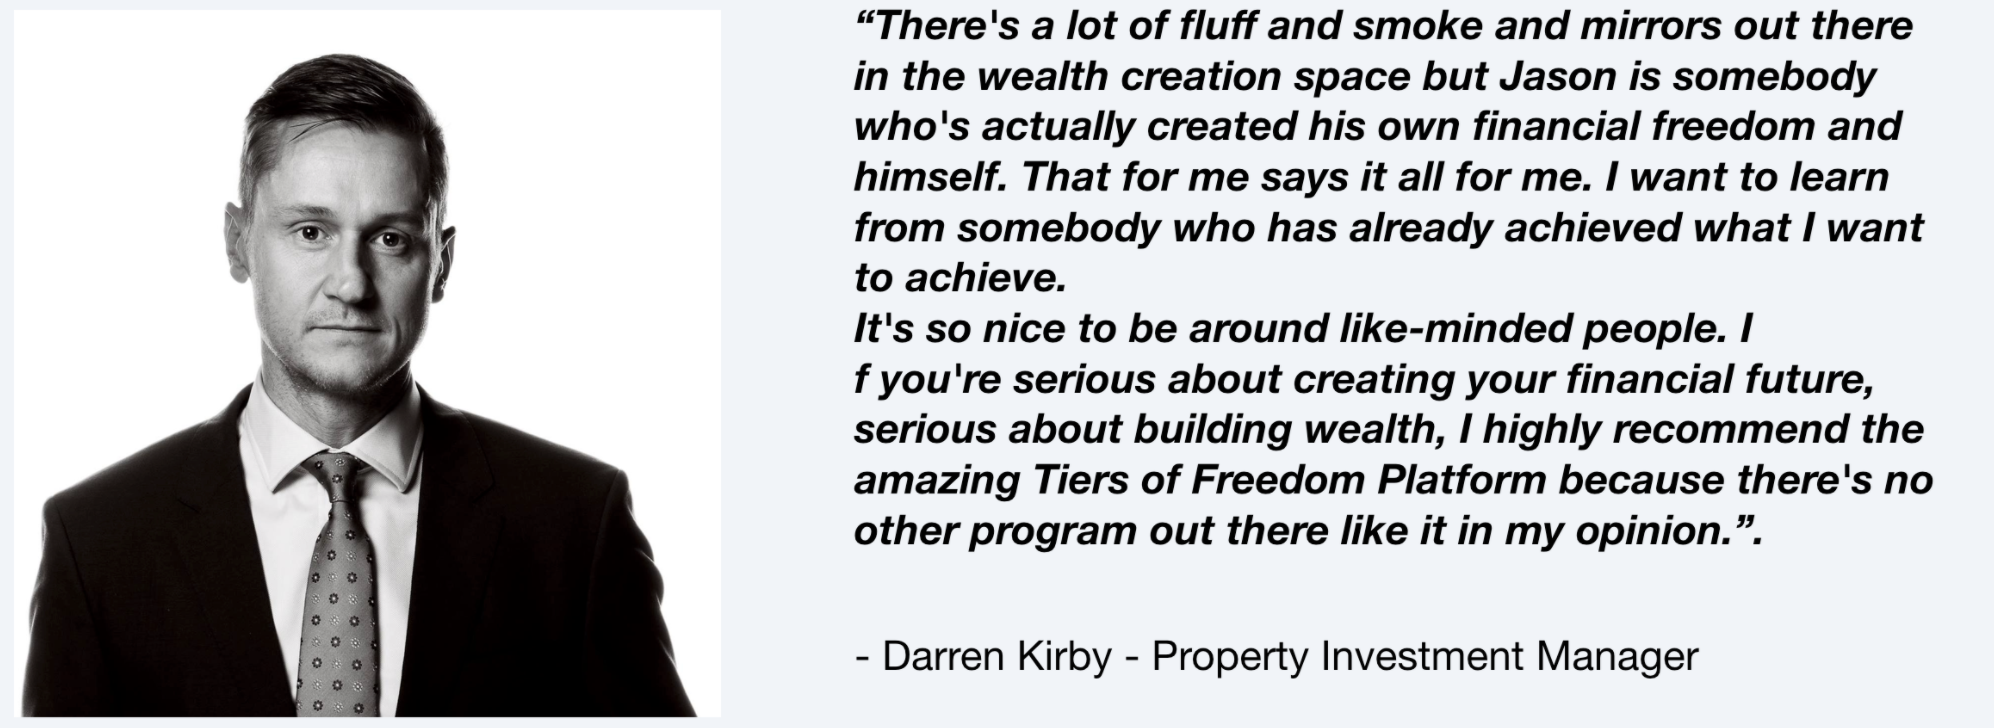 “There's a lot of fluff and smoke and mirrors out there
in the wealth creation space but Jason is somebody
who's actually created his own financial freedom and
himself. That for me says it all for me. I want to learn
from somebody who has already achieved what I want
to achieve.
It's so nice to be around like-minded people. I
f you're serious about creating your financial future,
serious about building wealth, I highly recommend the
amazing Tiers of Freedom Platform because there's no
other program out there like it in my opinion.”.
- Darren Kirby - Property Investment Manager